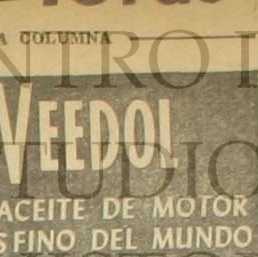 A COLUMNA
VEEDOL
ACEITE DE MOTOR
FINO DEL MUNDO